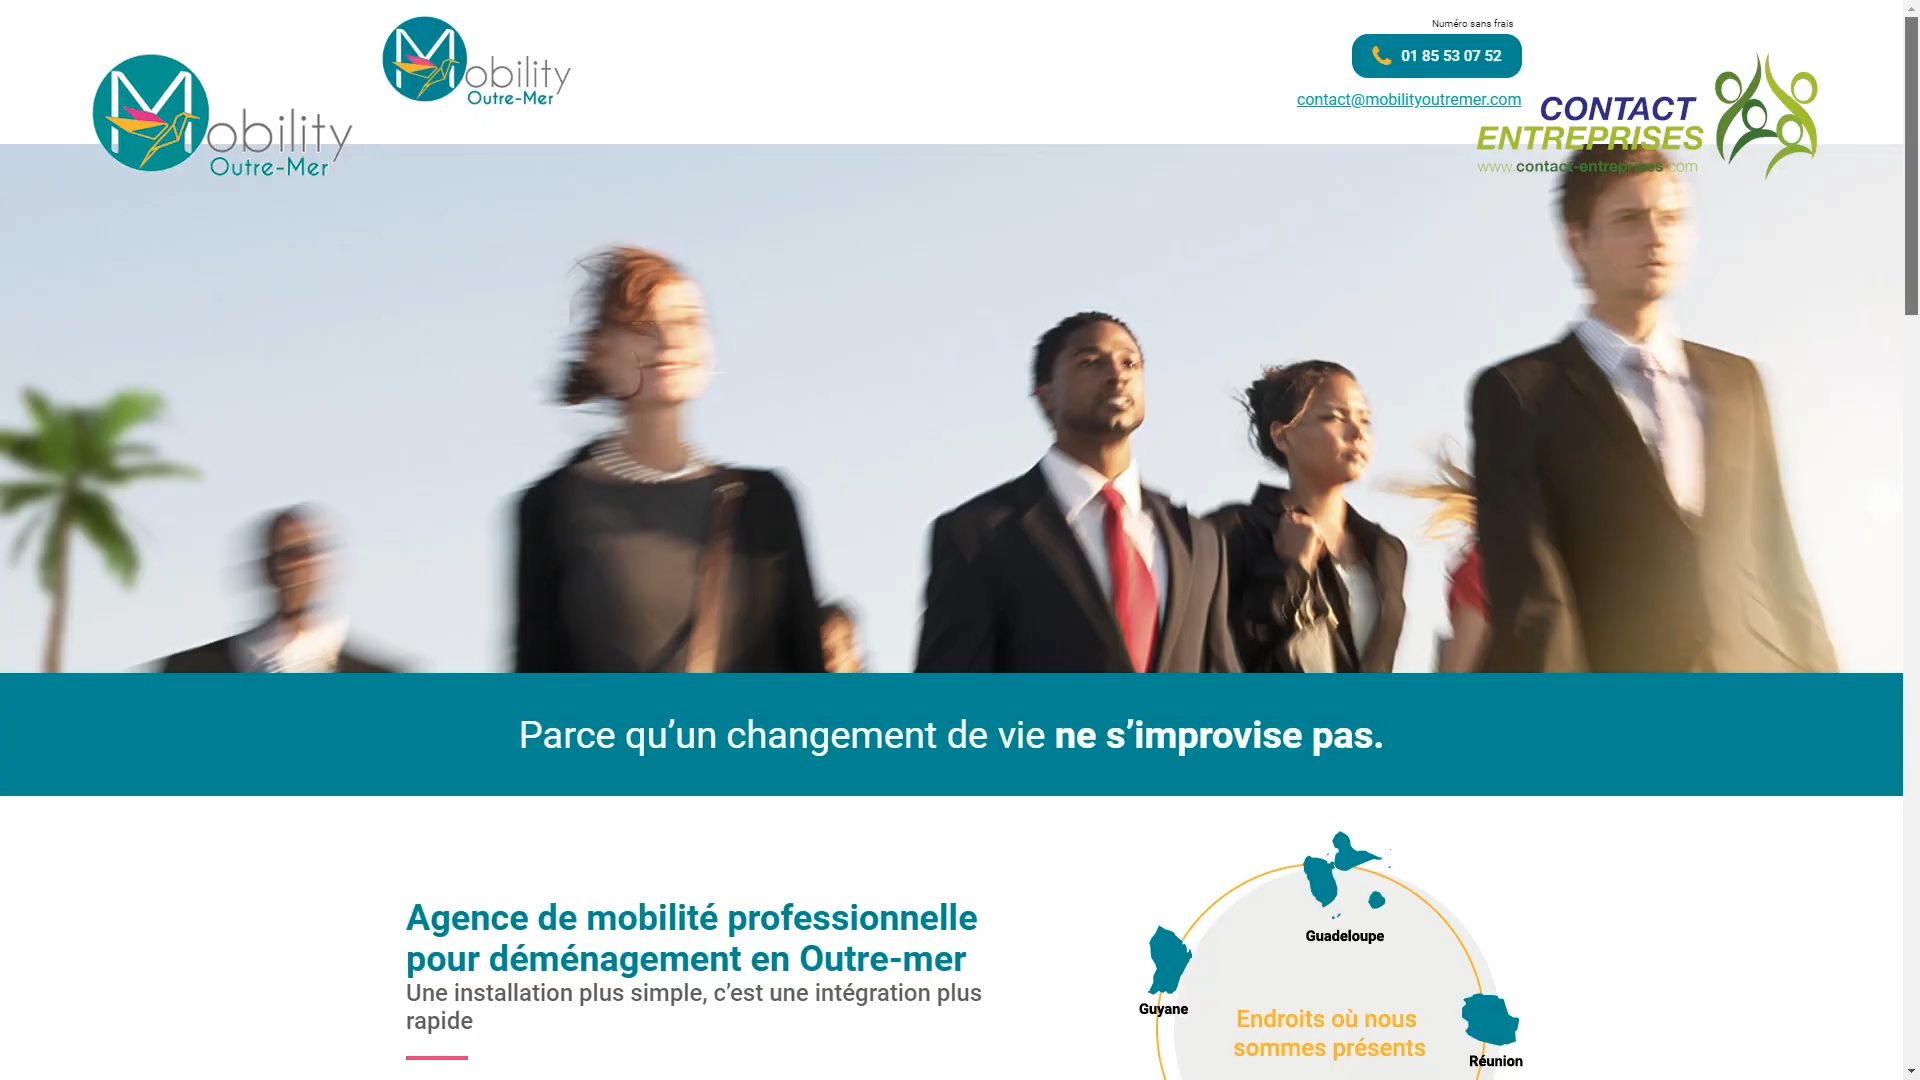 Mobility
Outre-Mer
Mobility
Outre-Mer
Numéro sans frais
01 85 53 07 52
contact@mobilityoutremer.com
CONTACT
ENTREPRISES
www.contact-entreprises.com
Parce qu’un changement de vie ne s’improvise pas.
Agence de mobilité professionnelle
pour déménagement en Outre-mer
Une installation plus simple, c’est une intégration plus
rapide
Guadeloupe
Guyane
Endroits où nous
sommes présents
Réunion